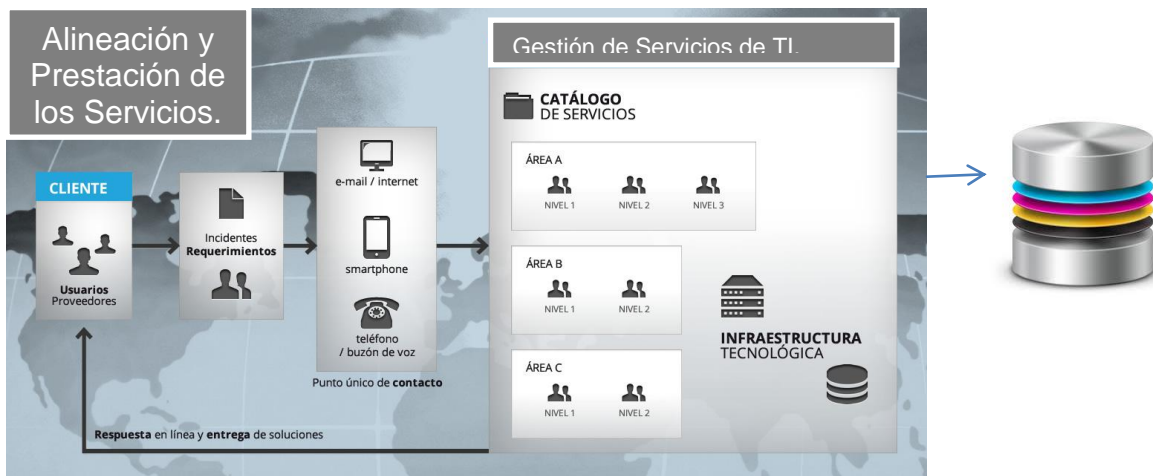 Alineación y
Prestación de
los Servicios.
Gestión de Servicios de TI.
CLIENTE
Usuarios
Proveedores
Incidentes
Requerimientos
e-mail / internet
smartphone
teléfono
/ buzón de voz
Punto único de contacto
CATÁLOGO
DE SERVICIOS
ÁREA A
NIVEL 1 NIVEL 2 NIVEL 3
ÁREA B
NIVEL 1 NIVEL 2
ÁREA C
NIVEL 1 NIVEL 2
INFRAESTRUCTURA
TECNOLÓGICA
Respuesta en línea y entrega de soluciones